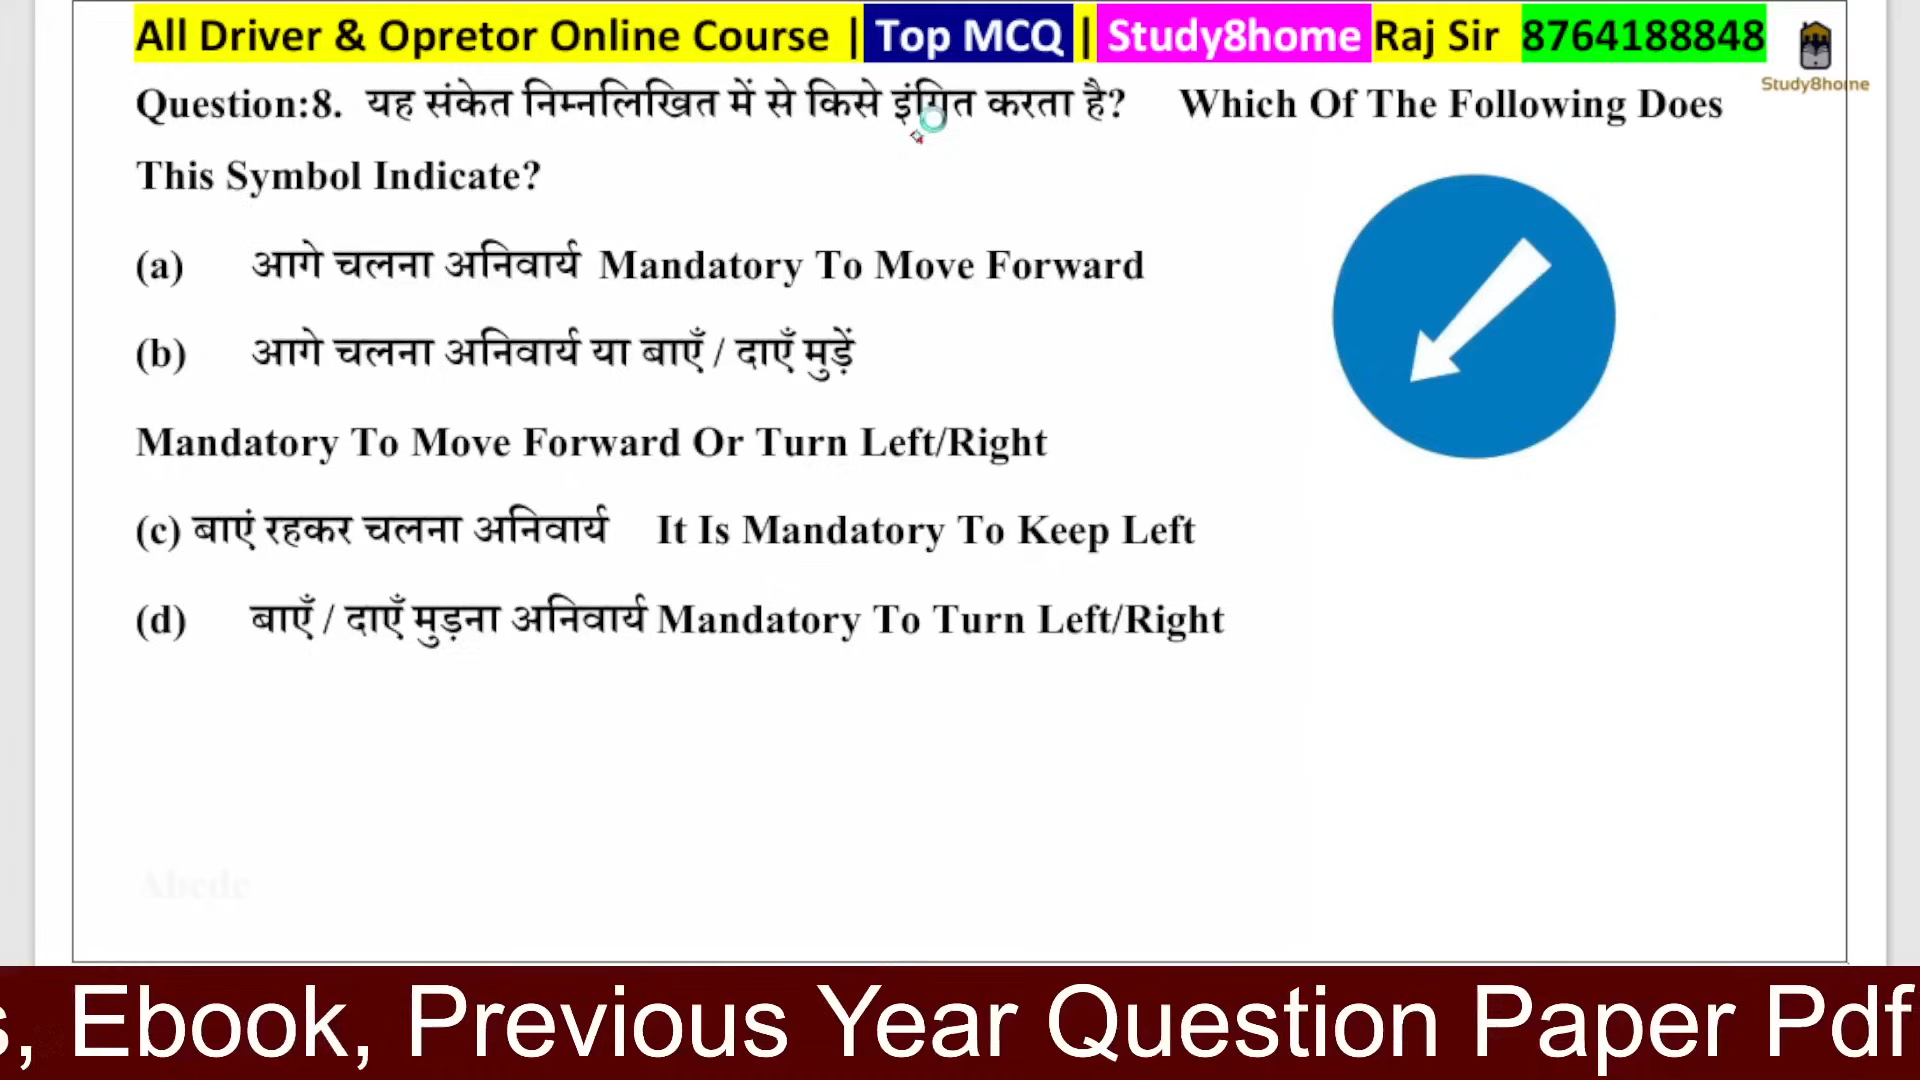 All Driver & Opretor Online Course | Top MCQ | Study8home Raj Sir 8764188848
Study8home
Question:8. यह संकेत निम्नलिखित में से किसे इंगित करता है? Which Of The Following Does
This Symbol Indicate?
(a) आगे चलना अनिवार्य Mandatory To Move Forward
(b) आगे चलना अनिवार्य या बाएँ / दाएँ मुड़ें
Mandatory To Move Forward Or Turn Left/Right
(c) बाएं रहकर चलना अनिवार्य It Is Mandatory To Keep Left
(d) बाएँ / दाएँ मुड़ना अनिवार्य Mandatory To Turn Left/Right
Abcde
s, Ebook, Previous Year Question Paper Pdf